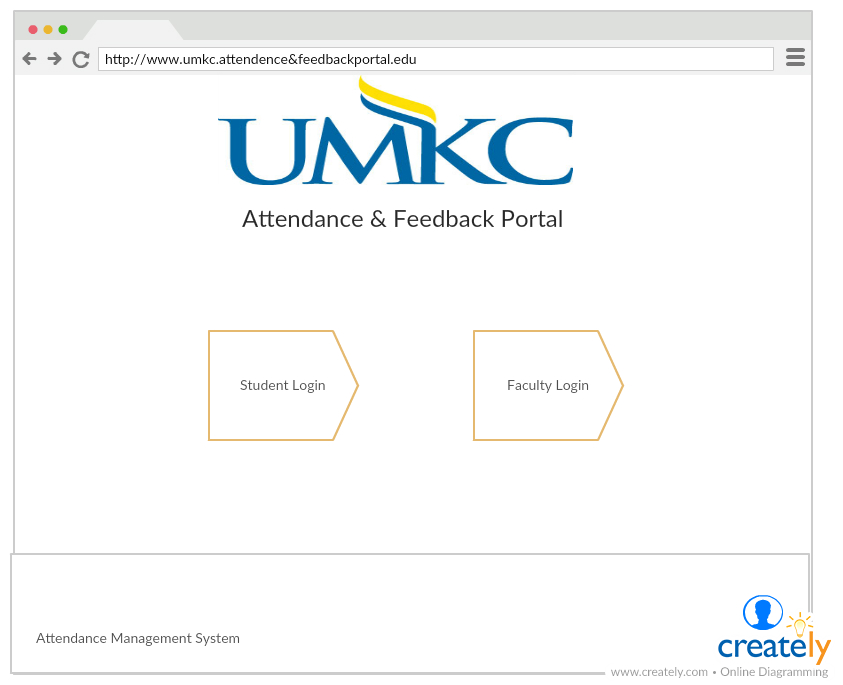 http://www.umkc.attendence&feedbackportal.edu
UMKC
Attendance & Feedback Portal
Student Login
Faculty Login
Attendance Management System
creately
www.creately.com • Online Diagramming